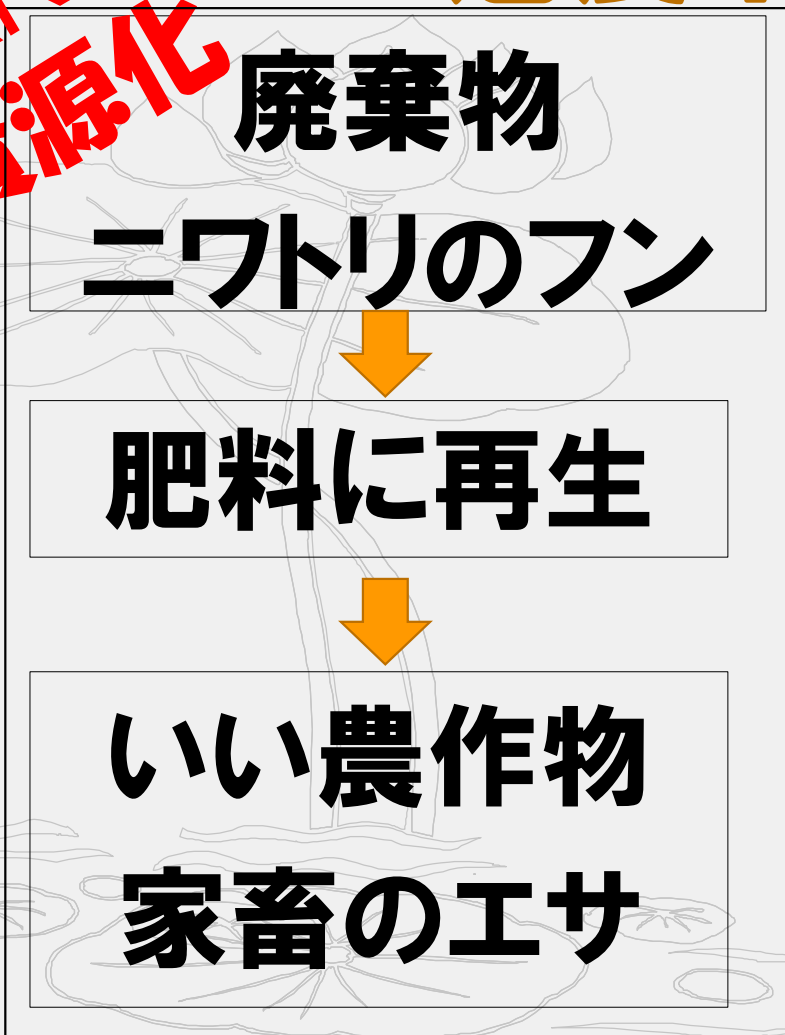 源化
廃棄物
ニワトリのフン
肥料に再生
いい農作物
家畜のエサ